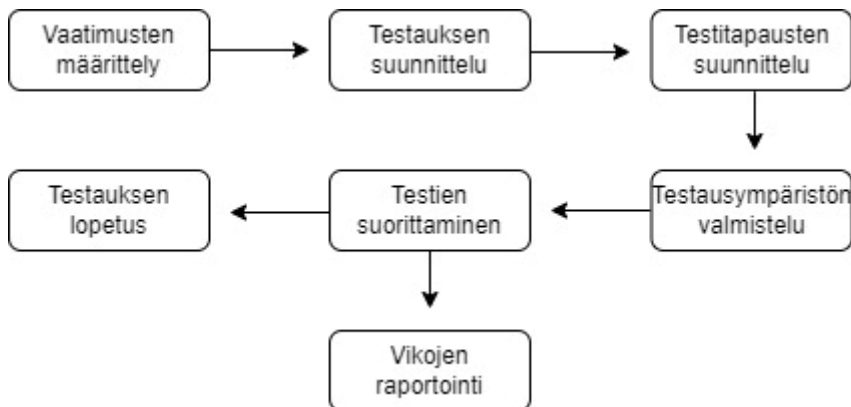 Vaatimusten
määrittely
Testauksen
suunnittelu
Testitapausten
suunnittelu
Testausympäristön
valmistelu
Testien
suorittaminen
Testauksen
lopetus
Vikojen
raportointi